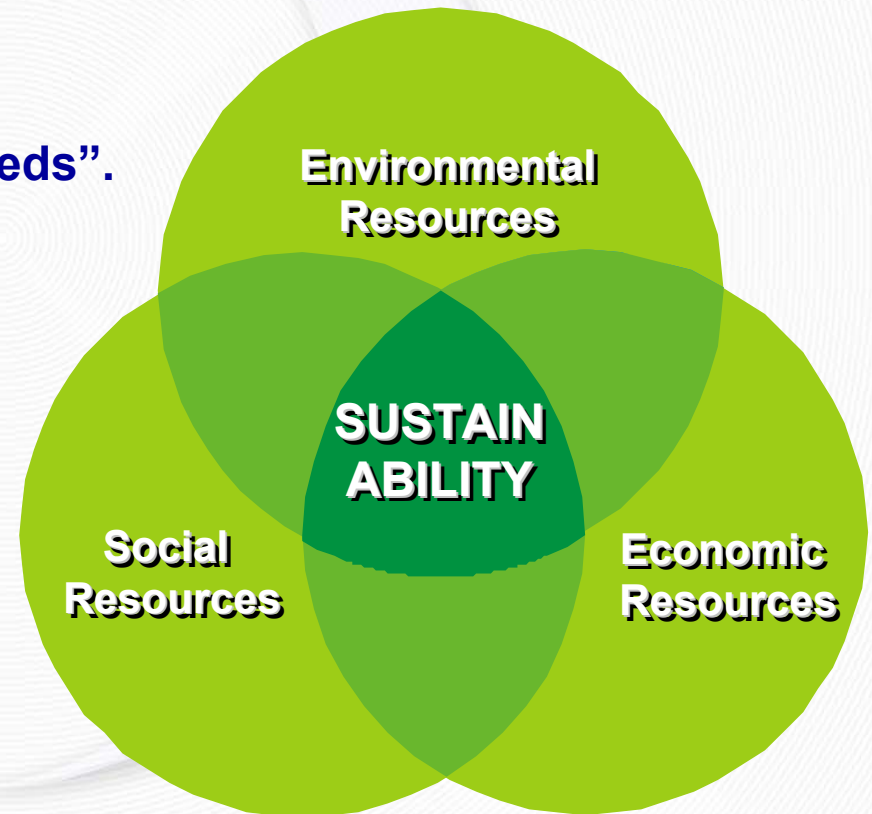 eds”.
Environmental
Resources
SUSTAIN
ABILITY
Social
Resources
Economic
Resources